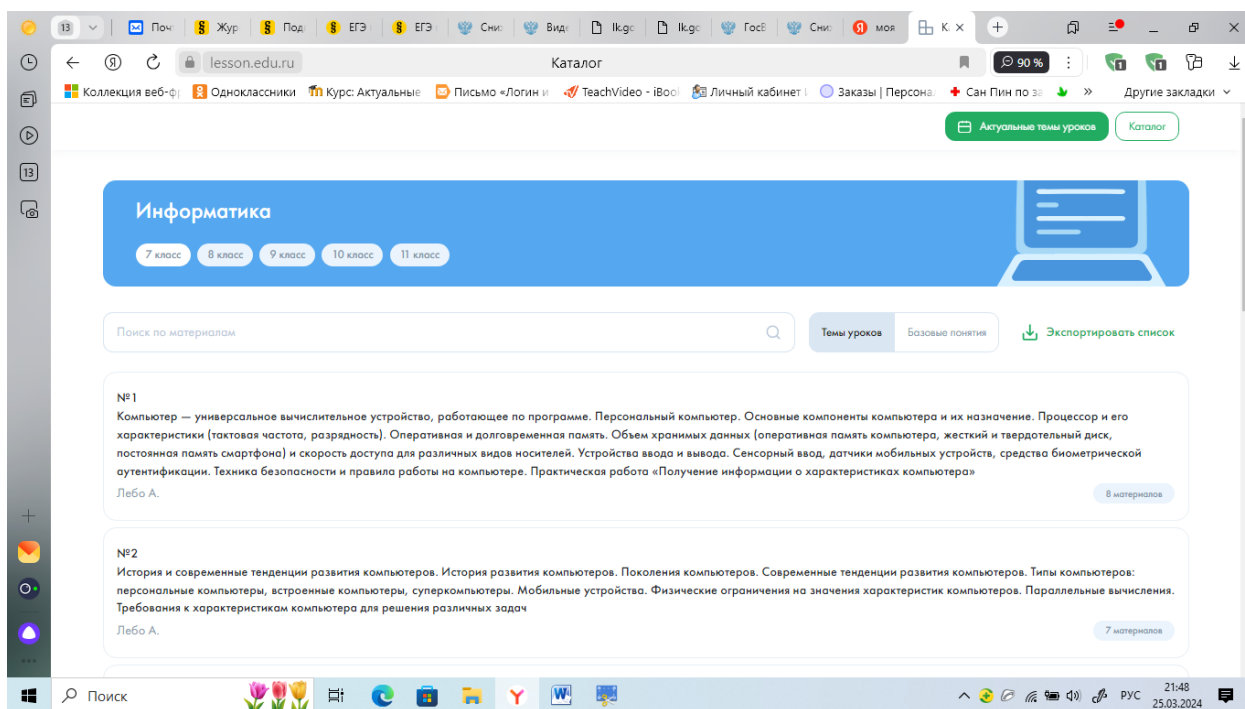 13
Поч
Жур
Под
ЕГЭ
ЕГЭ
Сни
Вид
lk.gc
lk.gc
ГосЕ
Сни
моя
К
lesson.edu.ru
Каталог
90 %
1
1
Коллекция веб-ф
Одноклассники
Курс: Актуальные
Письмо «Логин и
TeachVideo - iBoo
Личный кабинет
Заказы | Персона
Сан Пин по за
»
Другие закладки
13
Актуальные темы уроков
Каталог
Информатика
7 класс
8 класс
9 класс
10 класс
11 класс
Поиск по материалам
Темы уроков
Базовые понятия
Экспортировать список
№1
Компьютер — универсальное вычислительное устройство, работающее по программе. Персональный компьютер. Основные компоненты компьютера и их назначение. Процессор и его
характеристики (тактовая частота, разрядность). Оперативная и долговременная память. Объем хранимых данных (оперативная память компьютера, жесткий и твердотельный диск,
постоянная память смартфона) и скорость доступа для различных видов носителей. Устройства ввода и вывода. Сенсорный ввод, датчики мобильных устройств, средства биометрической
аутентификации. Техника безопасности и правила работы на компьютере. Практическая работа «Получение информации о характеристиках компьютера»
Лебо А.
8 материалов
№2
История и современные тенденции развития компьютеров. История развития компьютеров. Поколения компьютеров. Современные тенденции развития компьютеров. Типы компьютеров:
персональные компьютеры, встроенные компьютеры, суперкомпьютеры. Мобильные устройства. Физические ограничения на значения характеристик компьютеров. Параллельные вычисления.
Требования к характеристикам компьютера для решения различных задач
Лебо А.
7 материалов
Поиск
РУС
21:48
25.03.2024